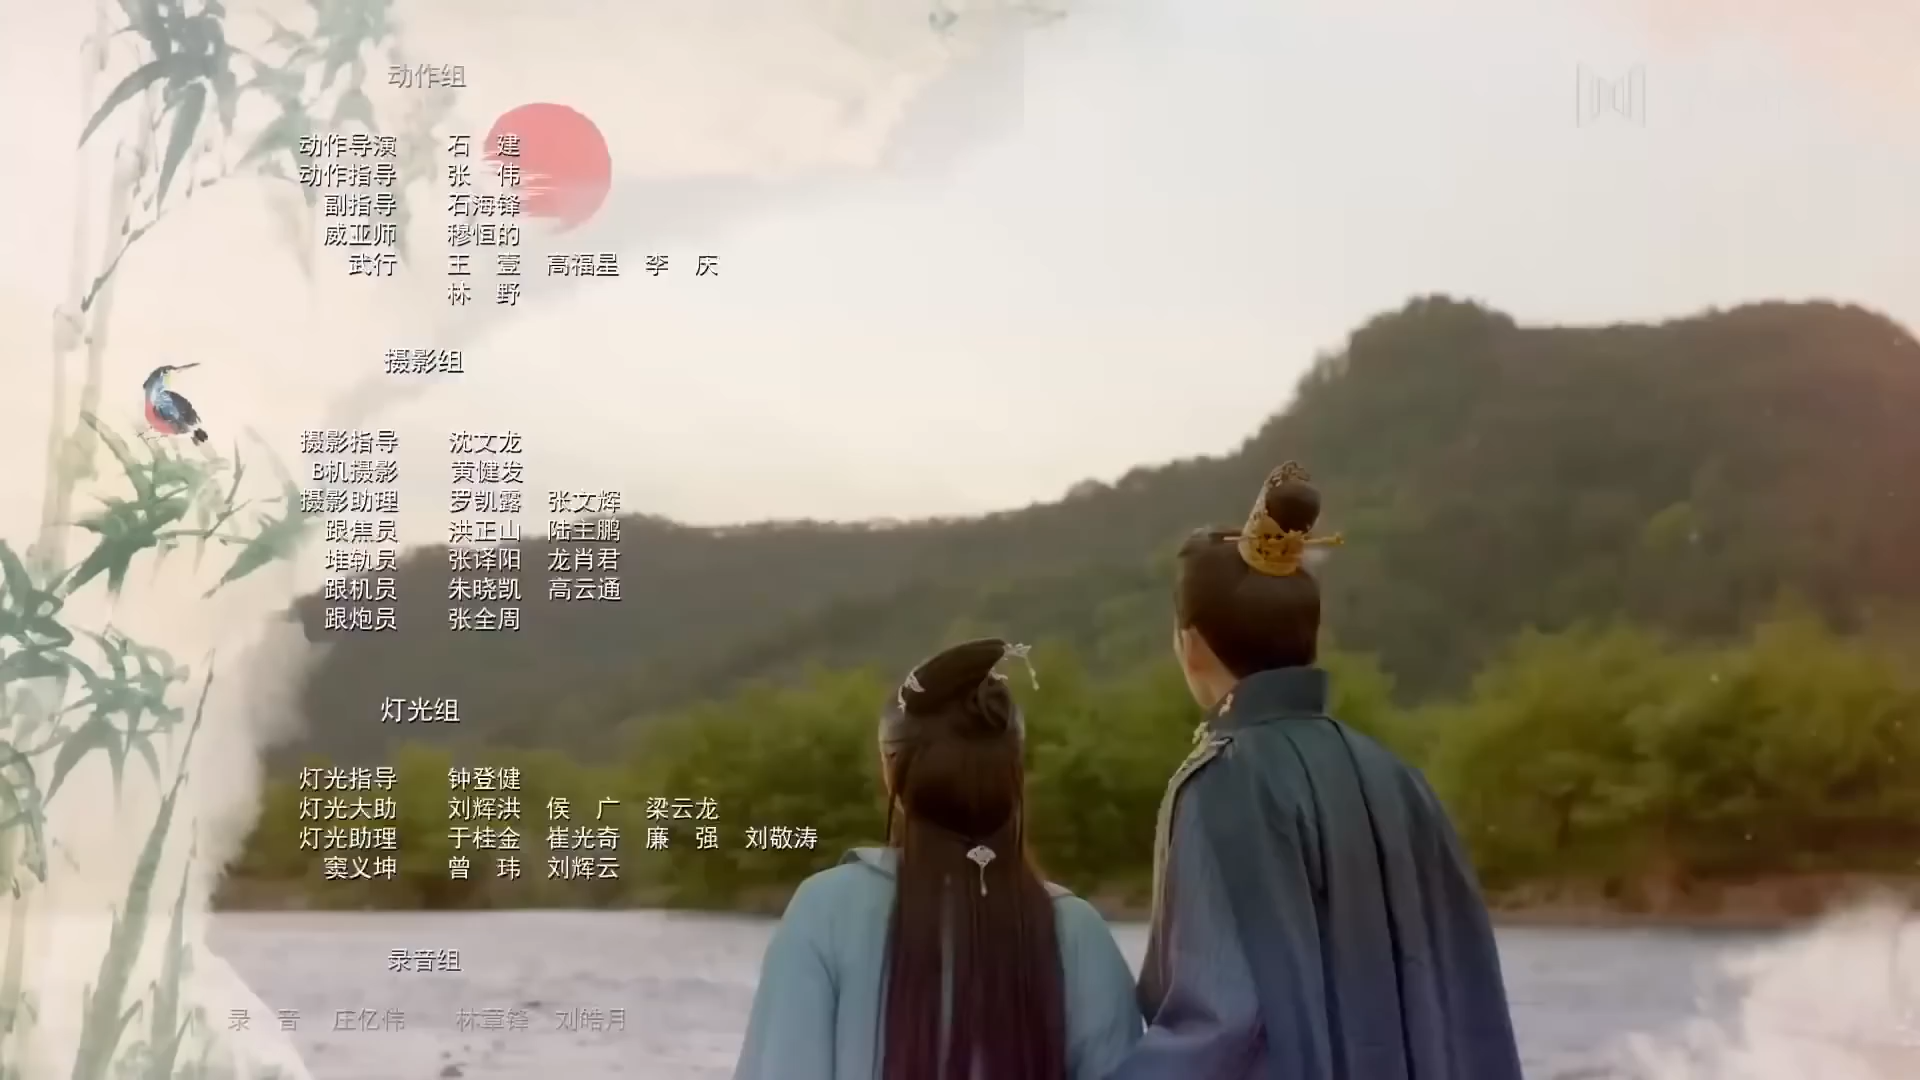 动作组
动作导演 石 建
动作指导 张 伟
副指导 石海锋
威亚师 穆恒的
武行 王 壹 高福星 李 庆
林 野
摄影组
摄影指导 沈文龙
B机摄影 黄健发
摄影助理 罗凯露 张文辉
跟焦员 洪正山 陆主鹏
堆轨员 张译阳 龙肖君
跟机员 朱晓凯 高云通
跟炮员 张全周
灯光组
灯光指导 钟登健
灯光大助 刘辉洪 侯 广 梁云龙
灯光助理 于桂金 崔光奇 廉 强 刘敬涛
窦义坤 曾 玮 刘辉云
录音组
录 音 庄亿伟 林章锋 刘皓月